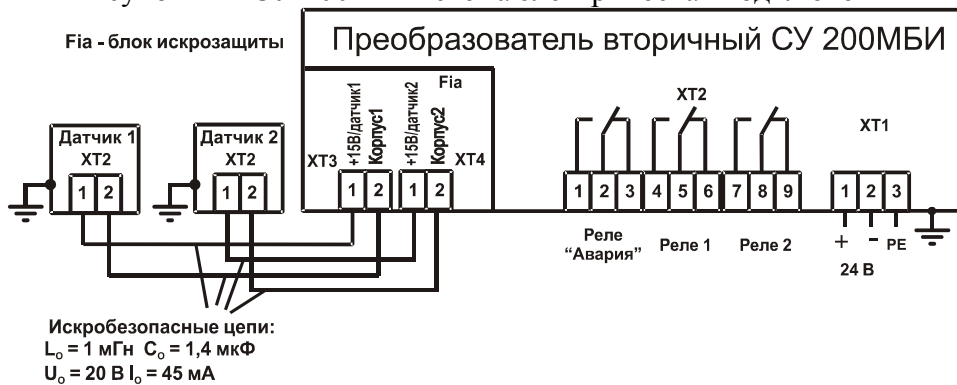 Fia - блок искрозащиты
Преобразователь вторичный СУ 200МБИ
Fia
Датчик 1
XT2
1 2
Датчик 2
XT2
1 2
XT3
+15В/датчик1
Корпус1
+15В/датчик2
Корпус2
XT4
1 2
1 2
XT2
1 2 3 4 5 6 7 8 9
Реле "Авария"
Реле 1
Реле 2
XT1
1 2 3
+ - PE
24 В
Искробезопасные цепи:
Lo = 1 мГн Co = 1,4 мкФ
Uo = 20 В Io = 45 мА